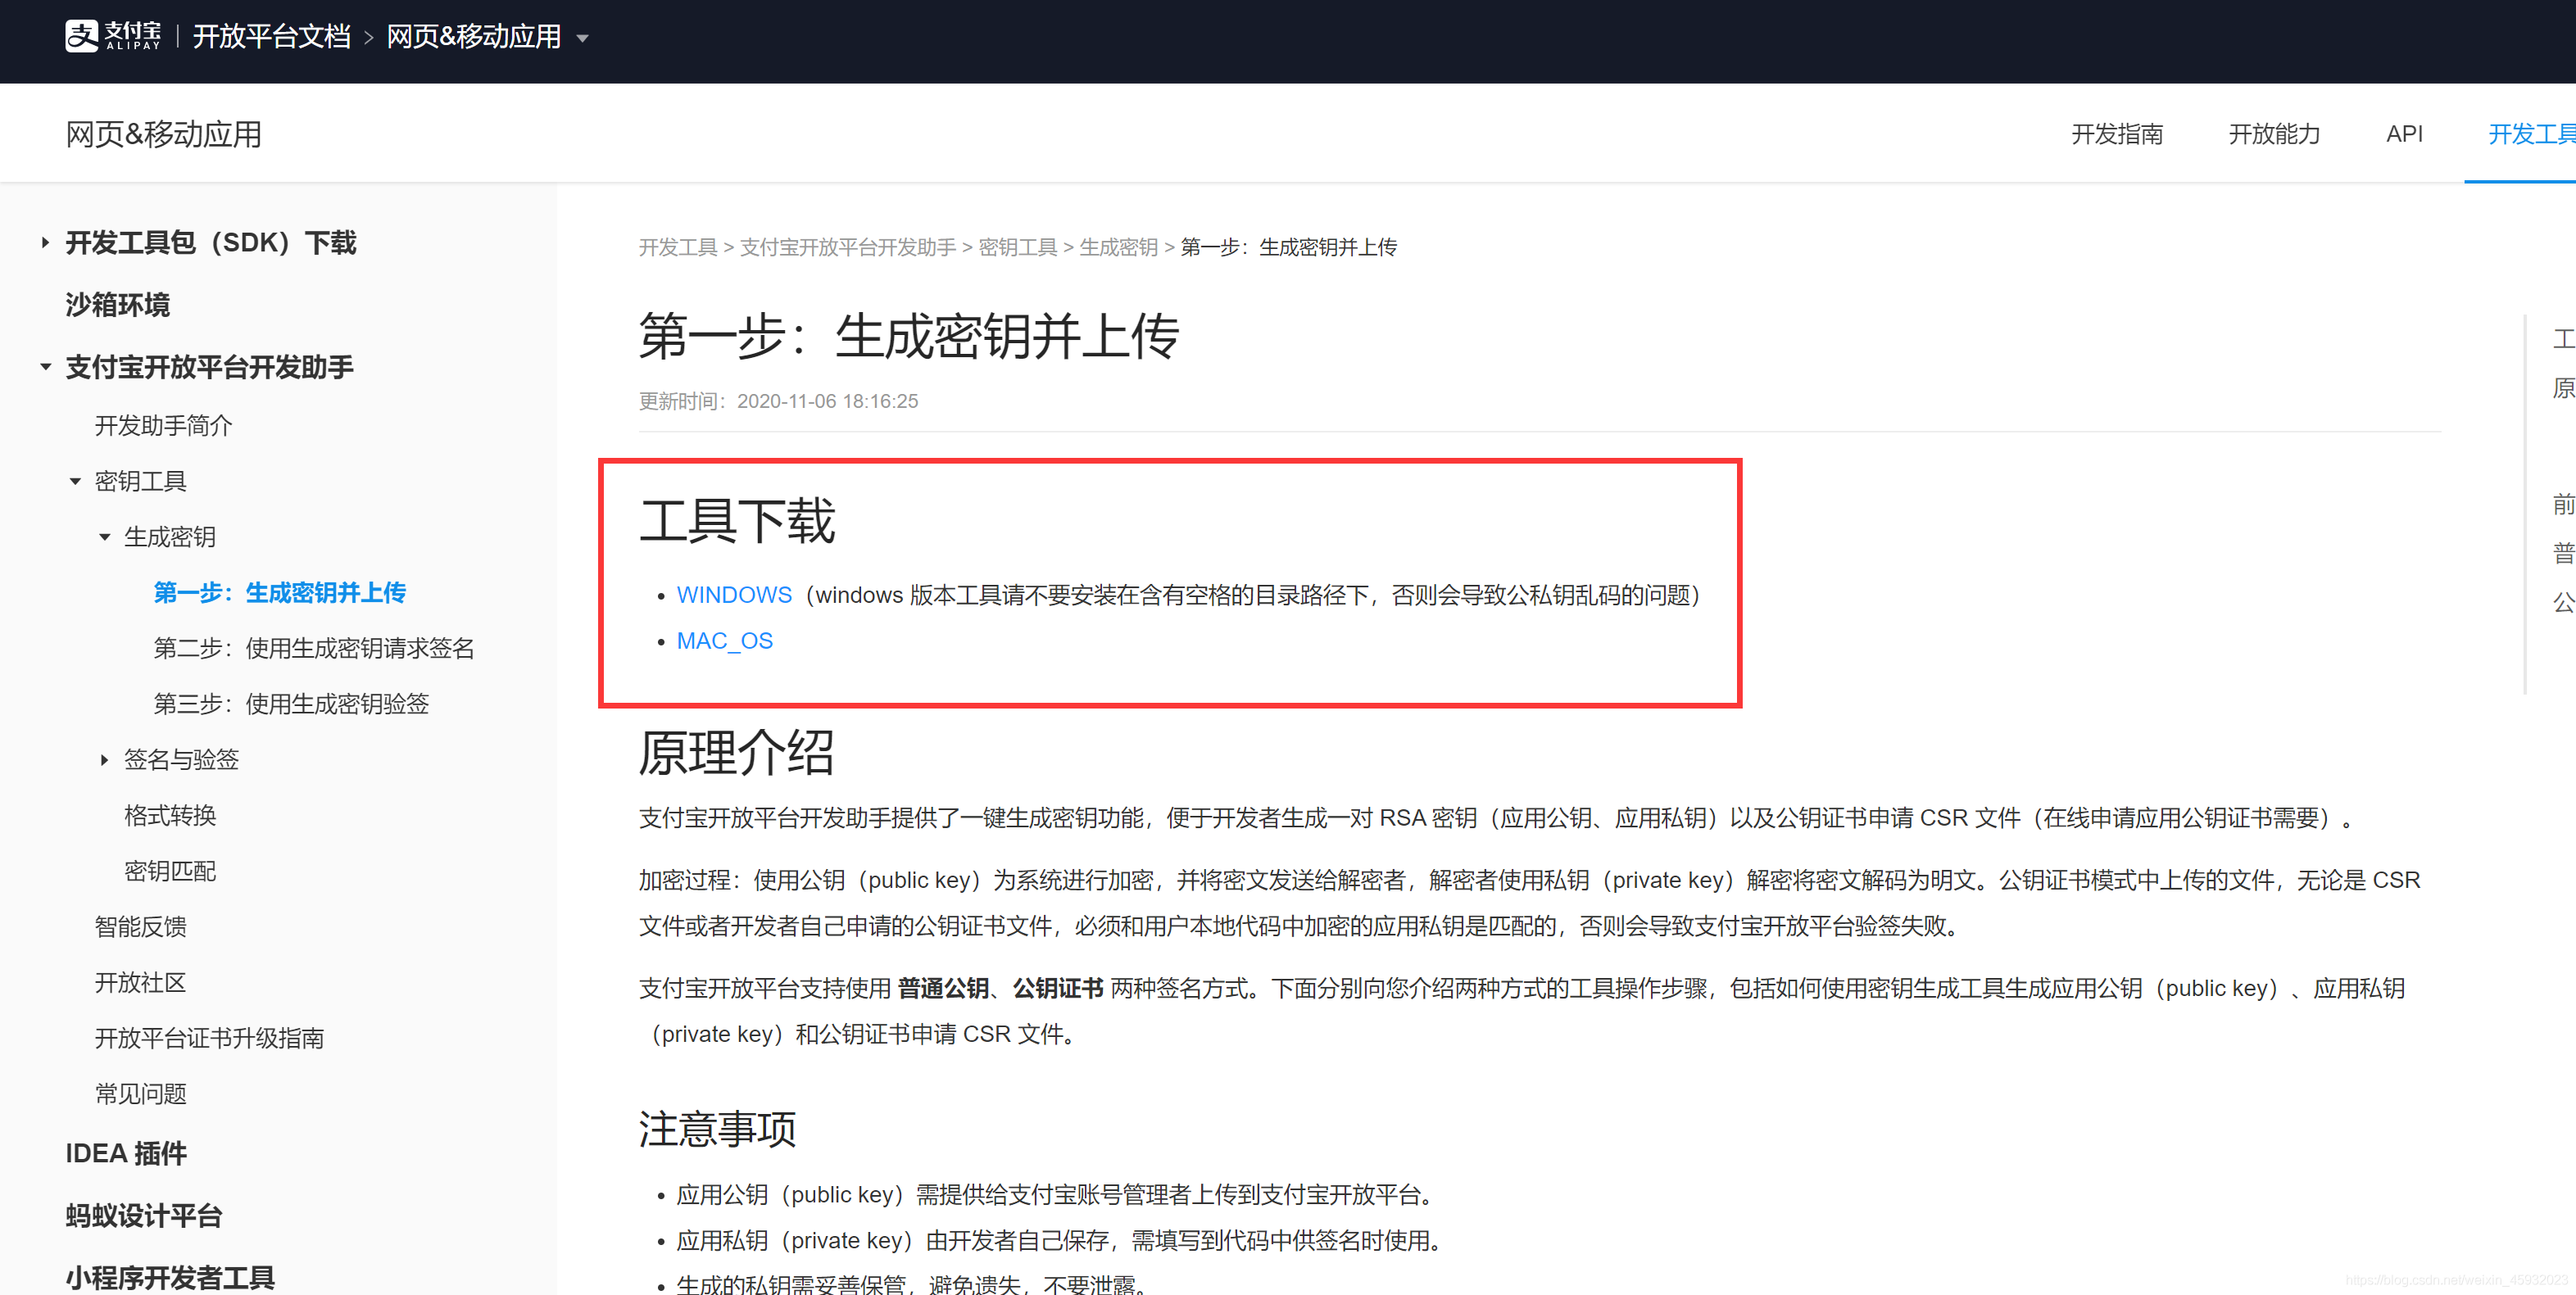 支付宝 ALIPAY | 开放平台文档 > 网页&移动应用
网页&移动应用
开发指南 开放能力 API 开发工具
开发工具包（SDK）下载
沙箱环境
支付宝开放平台开发助手
开发助手简介
密钥工具
生成密钥
第一步：生成密钥并上传
第二步：使用生成密钥请求签名
第三步：使用生成密钥验签
签名与验签
格式转换
密钥匹配
智能反馈
开放社区
开放平台证书升级指南
常见问题
IDEA 插件
蚂蚁设计平台
小程序开发者工具
开发工具 > 支付宝开放平台开发助手 > 密钥工具 > 生成密钥 > 第一步：生成密钥并上传
第一步：生成密钥并上传
更新时间：2020-11-06 18:16:25
工具下载
WINDOWS（windows 版本工具请不要安装在含有空格的目录路径下，否则会导致公私钥乱码的问题）
MAC_OS
原理介绍
支付宝开放平台开发助手提供了一键生成密钥功能，便于开发者生成一对 RSA 密钥（应用公钥、应用私钥）以及公钥证书申请 CSR 文件（在线申请应用公钥证书需要）。
加密过程：使用公钥（public key）为系统进行加密，并将密文发送给解密者，解密者使用私钥（private key）解密将密文解码为明文。公钥证书模式中上传的文件，无论是 CSR
文件或者开发者自己申请的公钥证书文件，必须和用户本地代码中加密的应用私钥是匹配的，否则会导致支付宝开放平台验签失败。
支付宝开放平台支持使用 普通公钥、公钥证书 两种签名方式。下面分别向您介绍两种方式的工具操作步骤，包括如何使用密钥生成工具生成应用公钥（public key）、应用私钥
（private key）和公钥证书申请 CSR 文件。
注意事项
应用公钥（public key）需提供给支付宝账号管理者上传到支付宝开放平台。
应用私钥（private key）由开发者自己保存，需填写到代码中供签名时使用。
生成的私钥需妥善保管，避免遗失，不要泄露。
工
原
前
普
公
https://blog.csdn.net/weixin_45932023